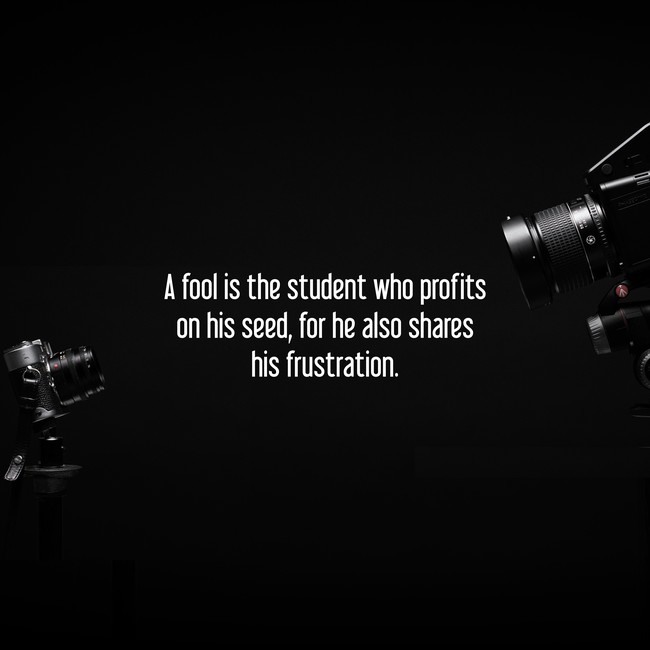 A fool is the student who profits
on his seed, for he also shares
his frustration.